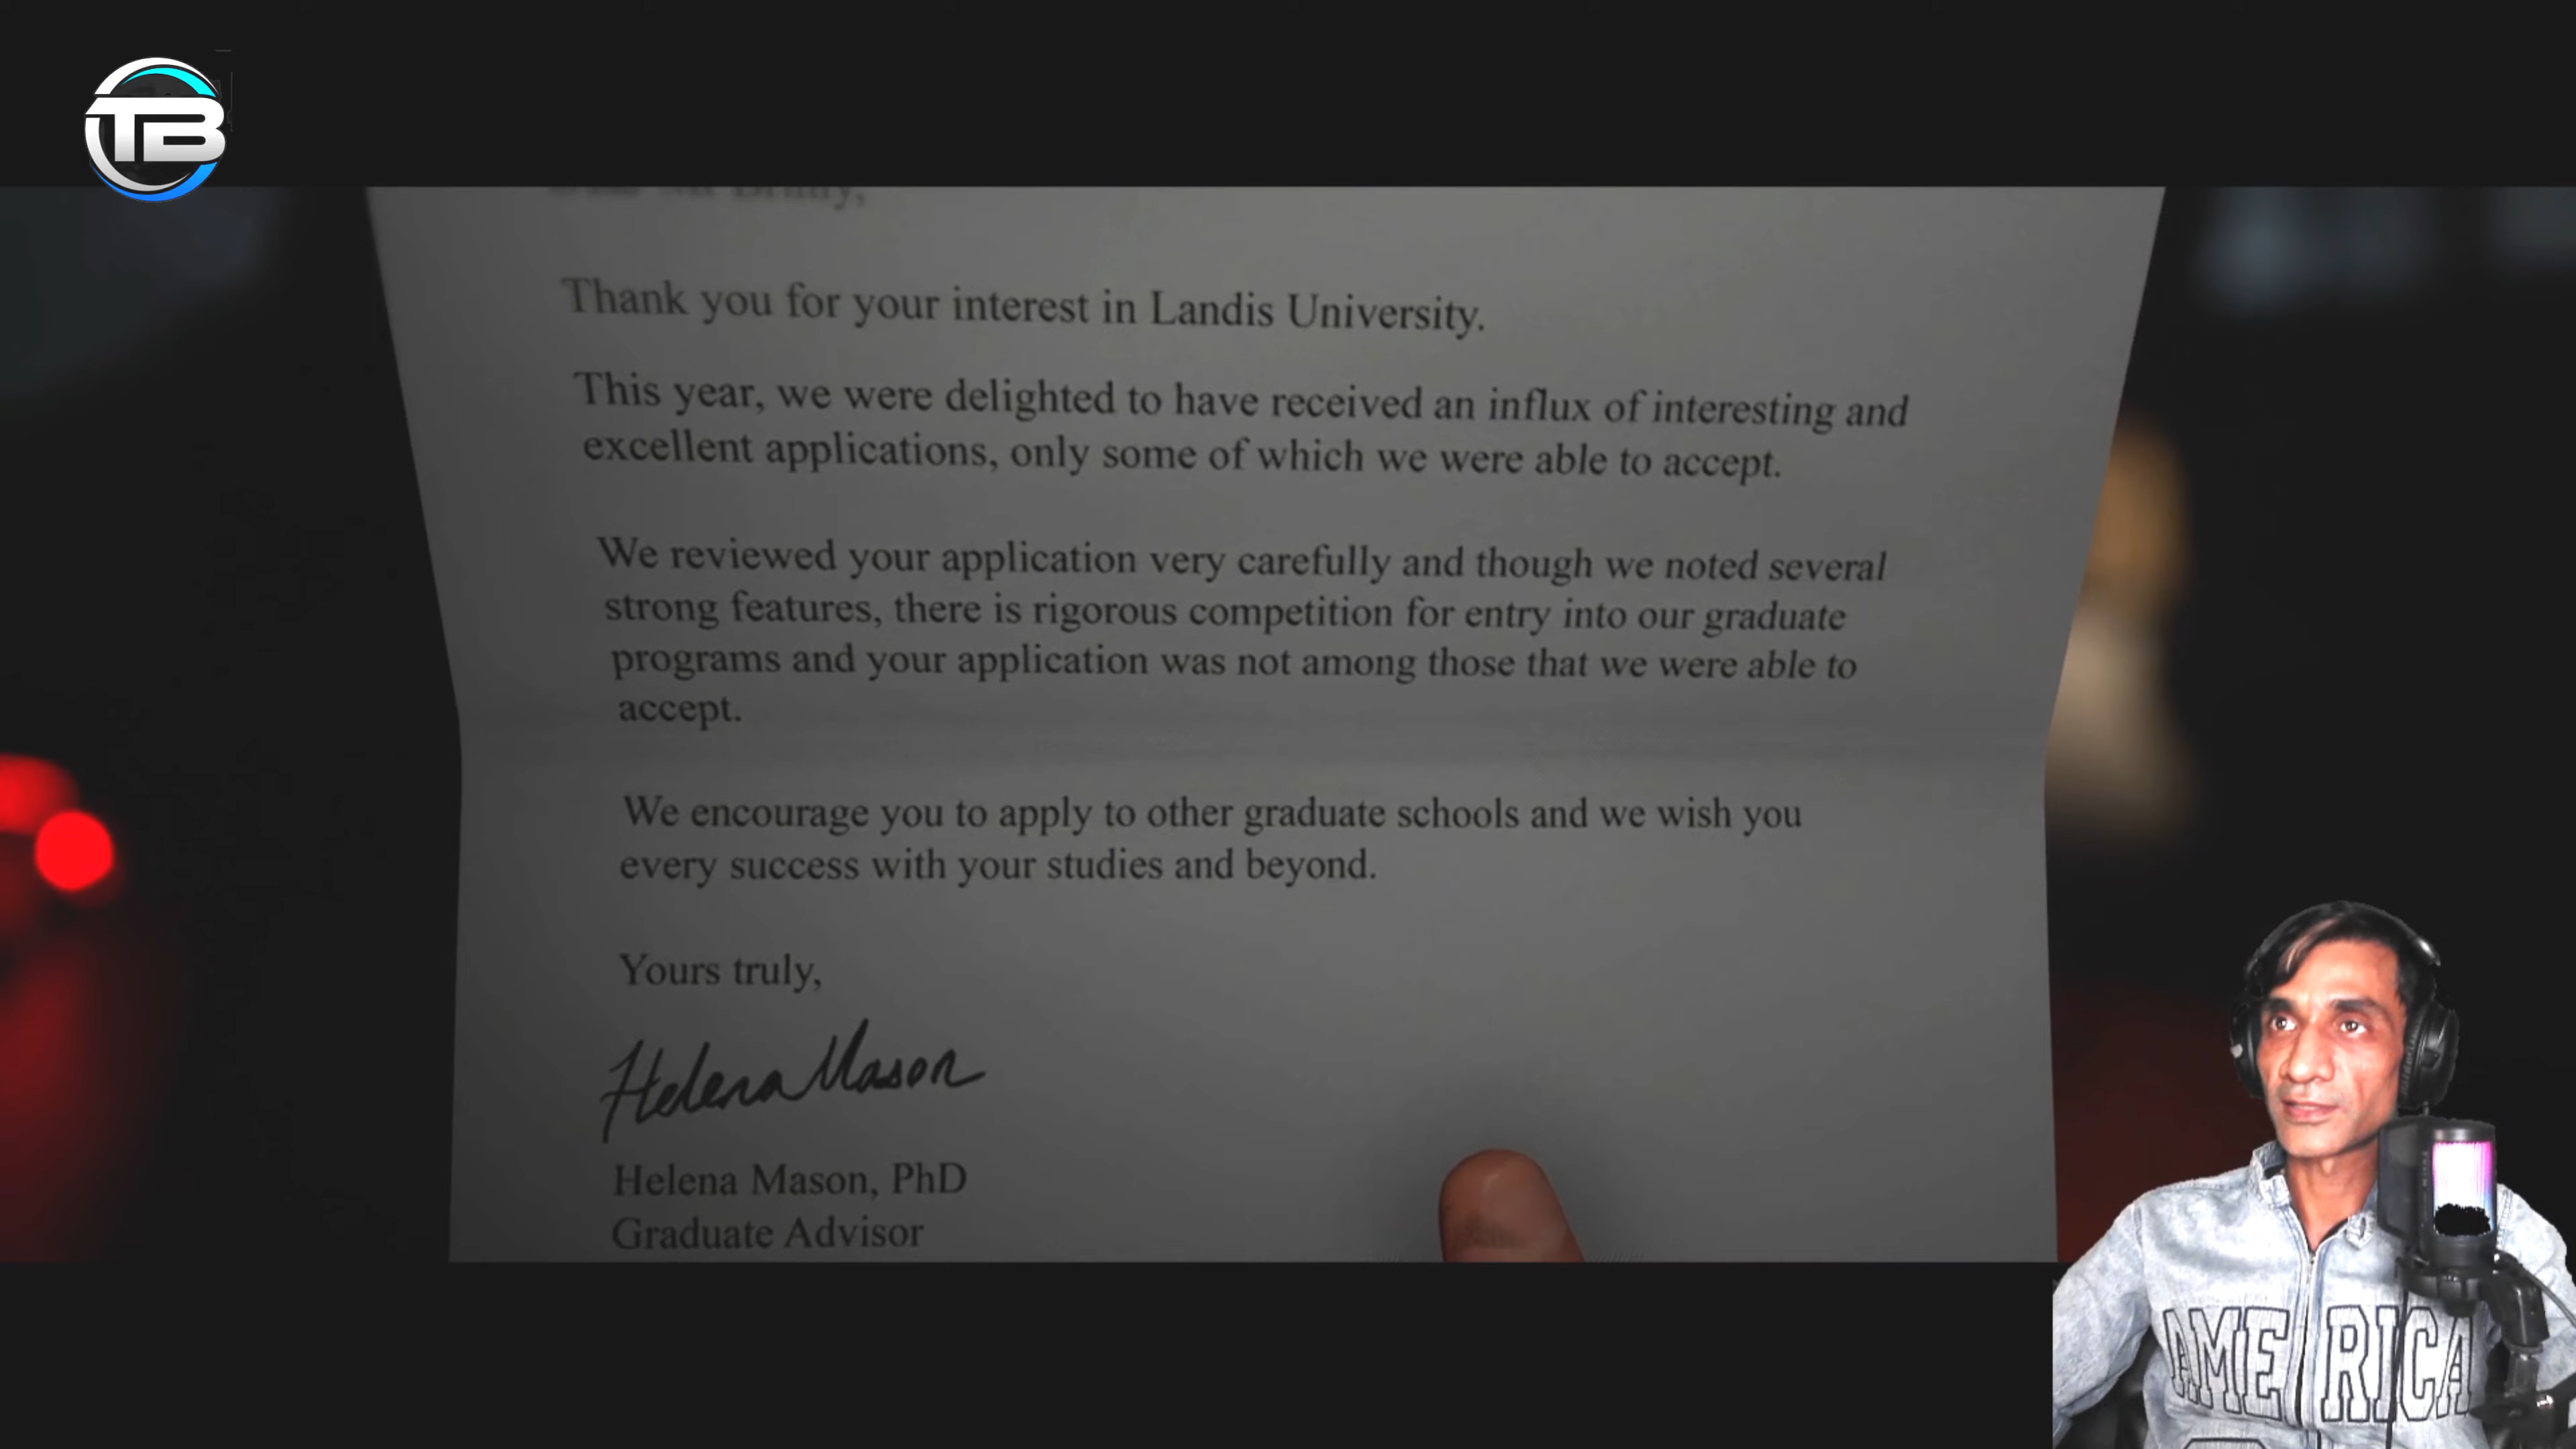 TB
Thank you for your interest in Landis University.
This year, we were delighted to have received an influx of interesting and
excellent applications, only some of which we were able to accept.
We reviewed your application very carefully and though we noted several
strong features, there is rigorous competition for entry into our graduate
programs and your application was not among those that we were able to
accept.
We encourage you to apply to other graduate schools and we wish you
every success with your studies and beyond.
Yours truly,
Helena Mason
Helena Mason, PhD
Graduate Advisor
AMERICA